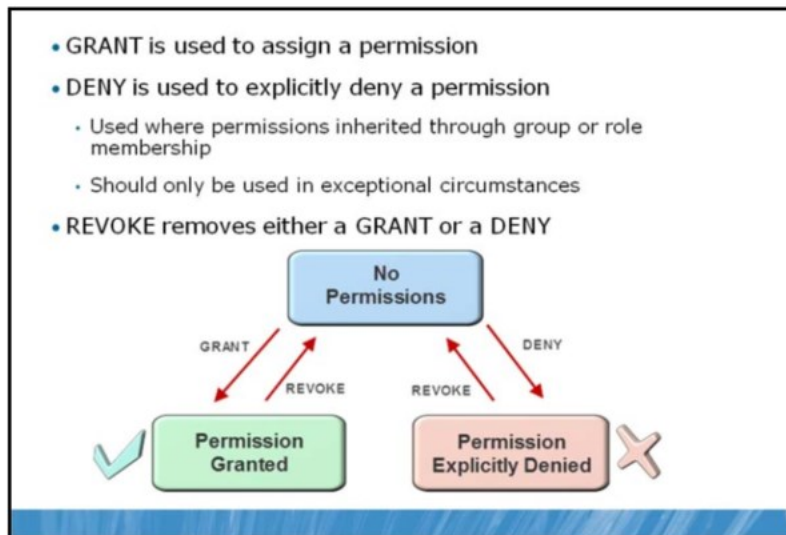 • GRANT is used to assign a permission
• DENY is used to explicitly deny a permission
• Used where permissions inherited through group or role
membership
• Should only be used in exceptional circumstances
• REVOKE removes either a GRANT or a DENY
No
Permissions
GRANT
DENY
REVOKE
REVOKE
Permission
Granted
Permission
Explicitly Denied